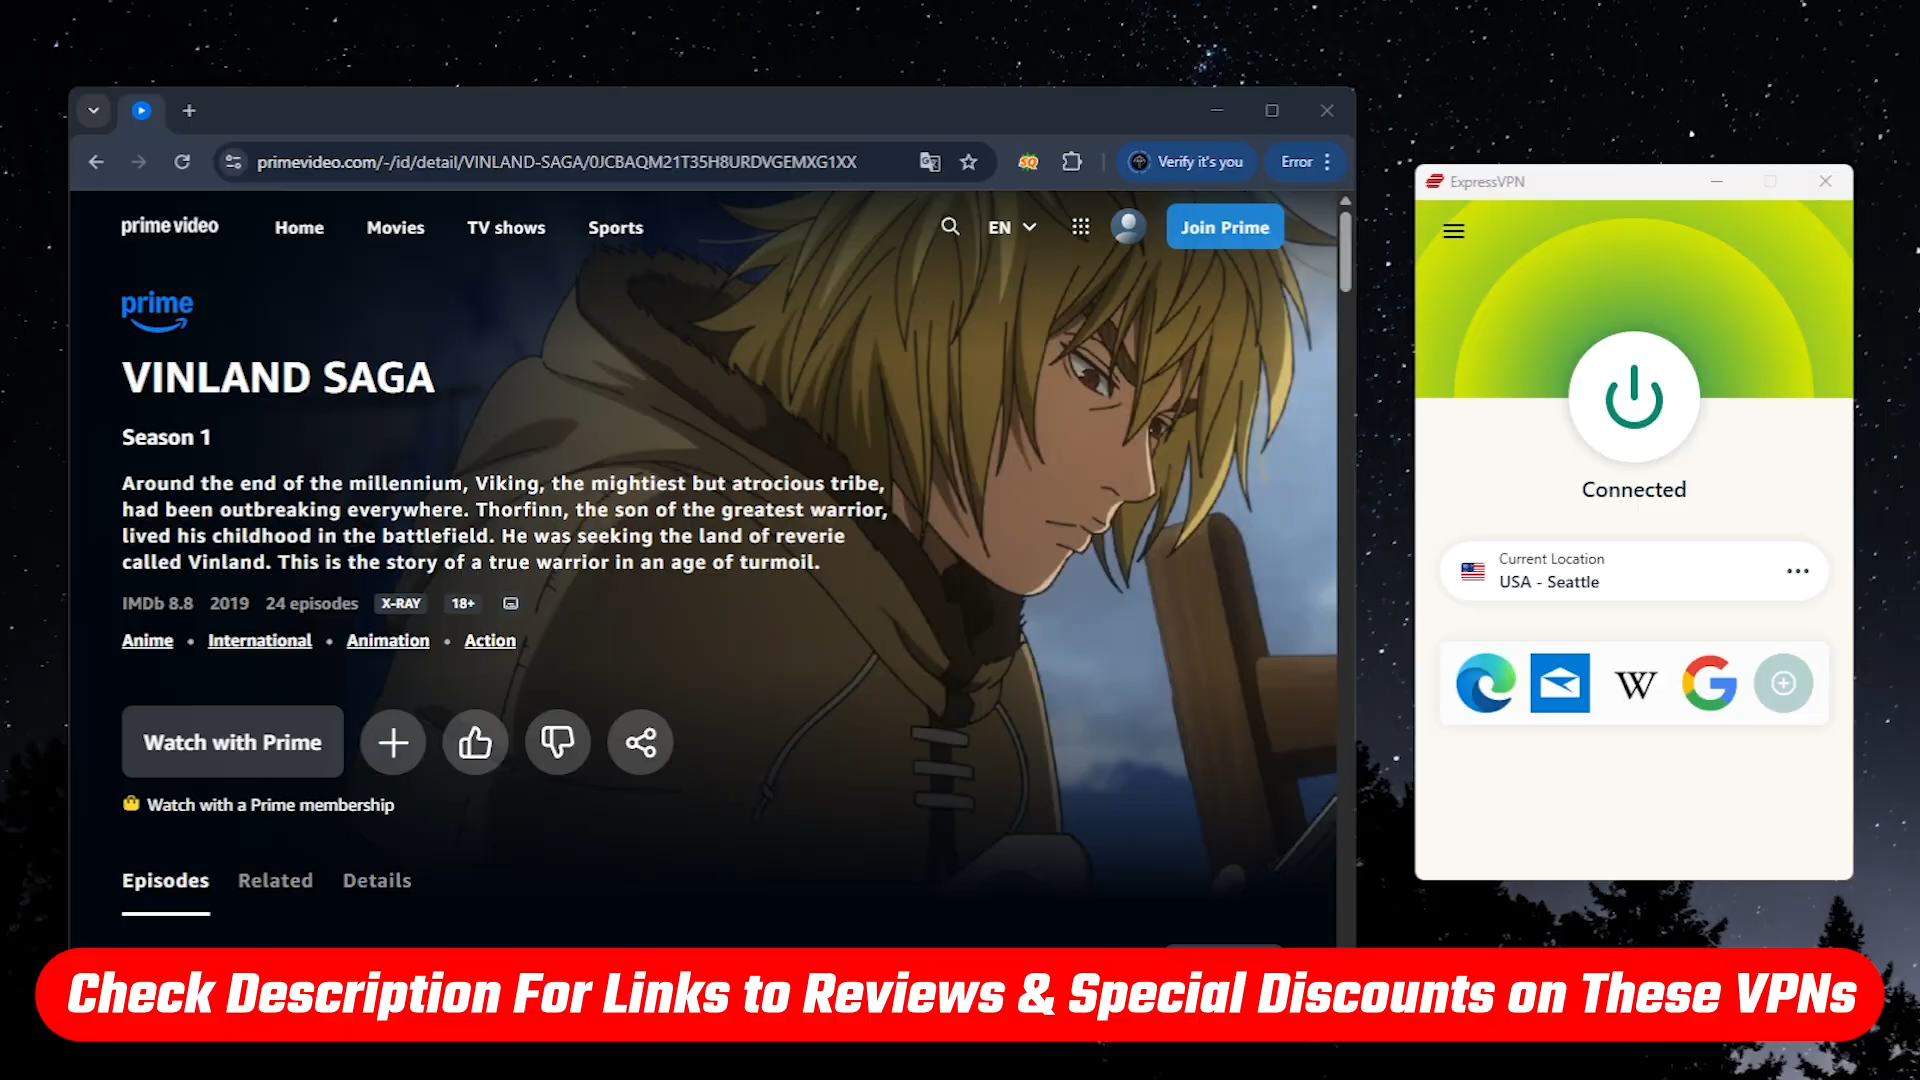 primevideo.com/-/id/detail/VINLAND-SAGA/0JCBAQM21T35H8URDVGEMXG1XX
SQ
Verify it's you
Error
prime video
Home
Movies
TV shows
Sports
EN
Join Prime
prime
VINLAND SAGA
Season 1
Around the end of the millennium, Viking, the mightiest but atrocious tribe,
had been outbreaking everywhere. Thorfinn, the son of the greatest warrior,
lived his childhood in the battlefield. He was seeking the land of reverie
called Vinland. This is the story of a true warrior in an age of turmoil.
IMDb 8.8 2019 24 episodes X-RAY 18+
Anime • International • Animation • Action
Watch with Prime
Watch with a Prime membership
Episodes
Related
Details
ExpressVPN
Connected
Current Location
USA - Seattle
W
G
Check Description For Links to Reviews & Special Discounts on These VPNs